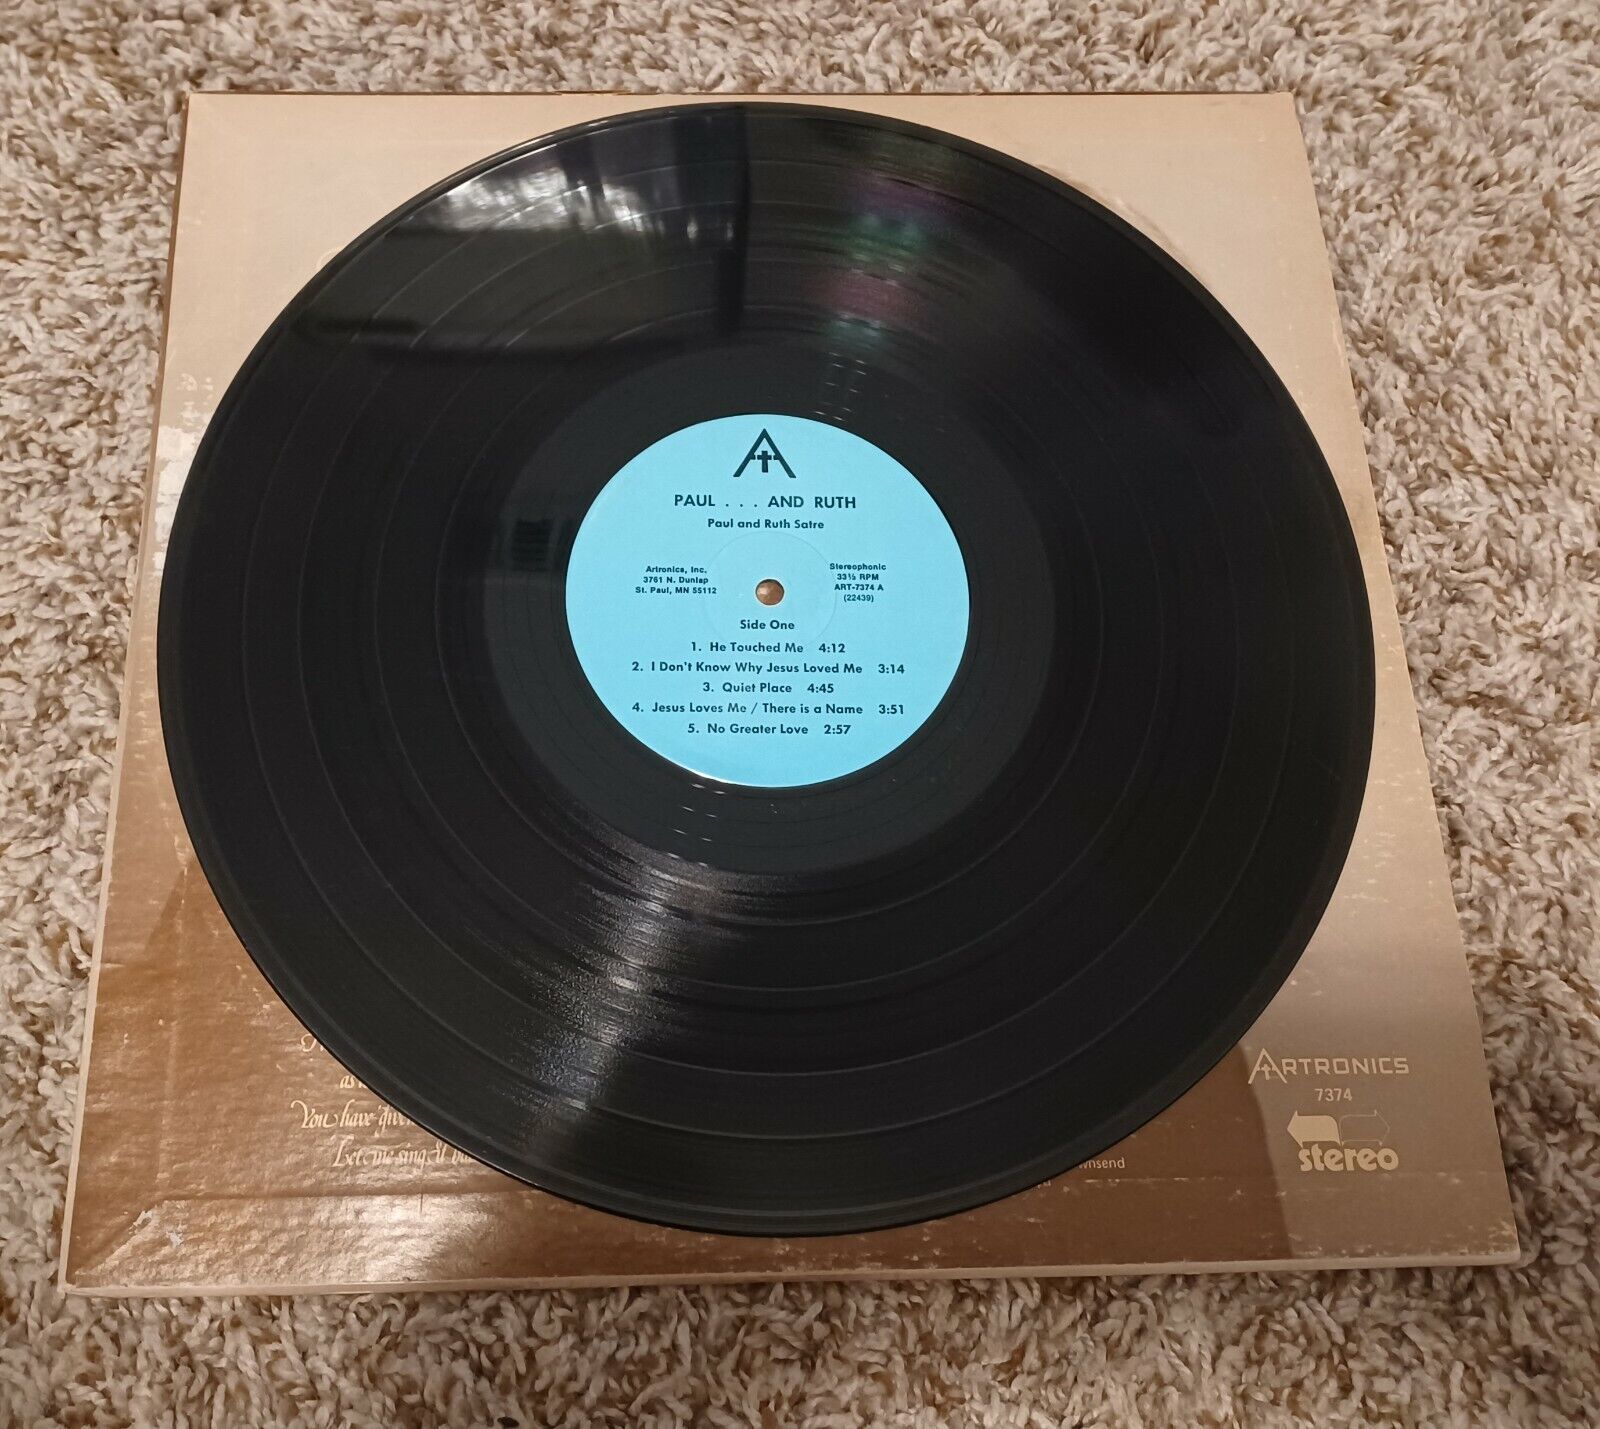 PAUL . . . AND RUTH
Paul and Ruth Satre
Artronics, Inc.
3761 N. Dunlap
St. Paul, MN 55112
Stereophonic
33⅓ RPM
ART-7374 A
(22439)
Side One
1. He Touched Me 4:12
2. I Don't Know Why Jesus Loved Me 3:14
3. Quiet Place 4:45
4. Jesus Loves Me / There is a Name 3:51
5. No Greater Love 2:57
You have given
Let me sing it
wnsend
ARTRONICS
7374
stereo